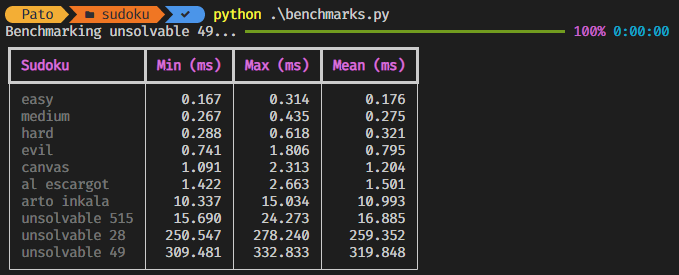 Pato sudoku ✓ python .\benchmarks.py
Benchmarking unsolvable 49... 100% 0:00:00
Sudoku Min (ms) Max (ms) Mean (ms)
easy 0.167 0.314 0.176
medium 0.267 0.435 0.275
hard 0.288 0.618 0.321
evil 0.741 1.806 0.795
canvas 1.091 2.313 1.204
al escargot 1.422 2.663 1.501
arto inkala 10.337 15.034 10.993
unsolvable 515 15.690 24.273 16.885
unsolvable 28 250.547 278.240 259.352
unsolvable 49 309.481 332.833 319.848